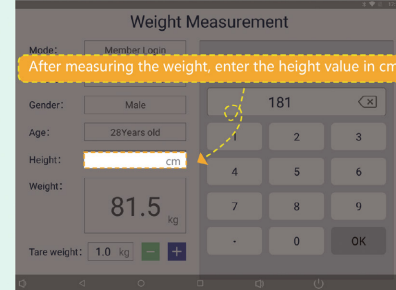 Weight Measurement
Mode:
Member Login
After measuring the weight, enter the height value in cm
Gender:
Male
Age:
28Years old
Height:
cm
Weight:
81.5 kg
Tare weight:
1.0 kg
- +
181
1 2 3
4 5 6
7 8 9
. 0 OK